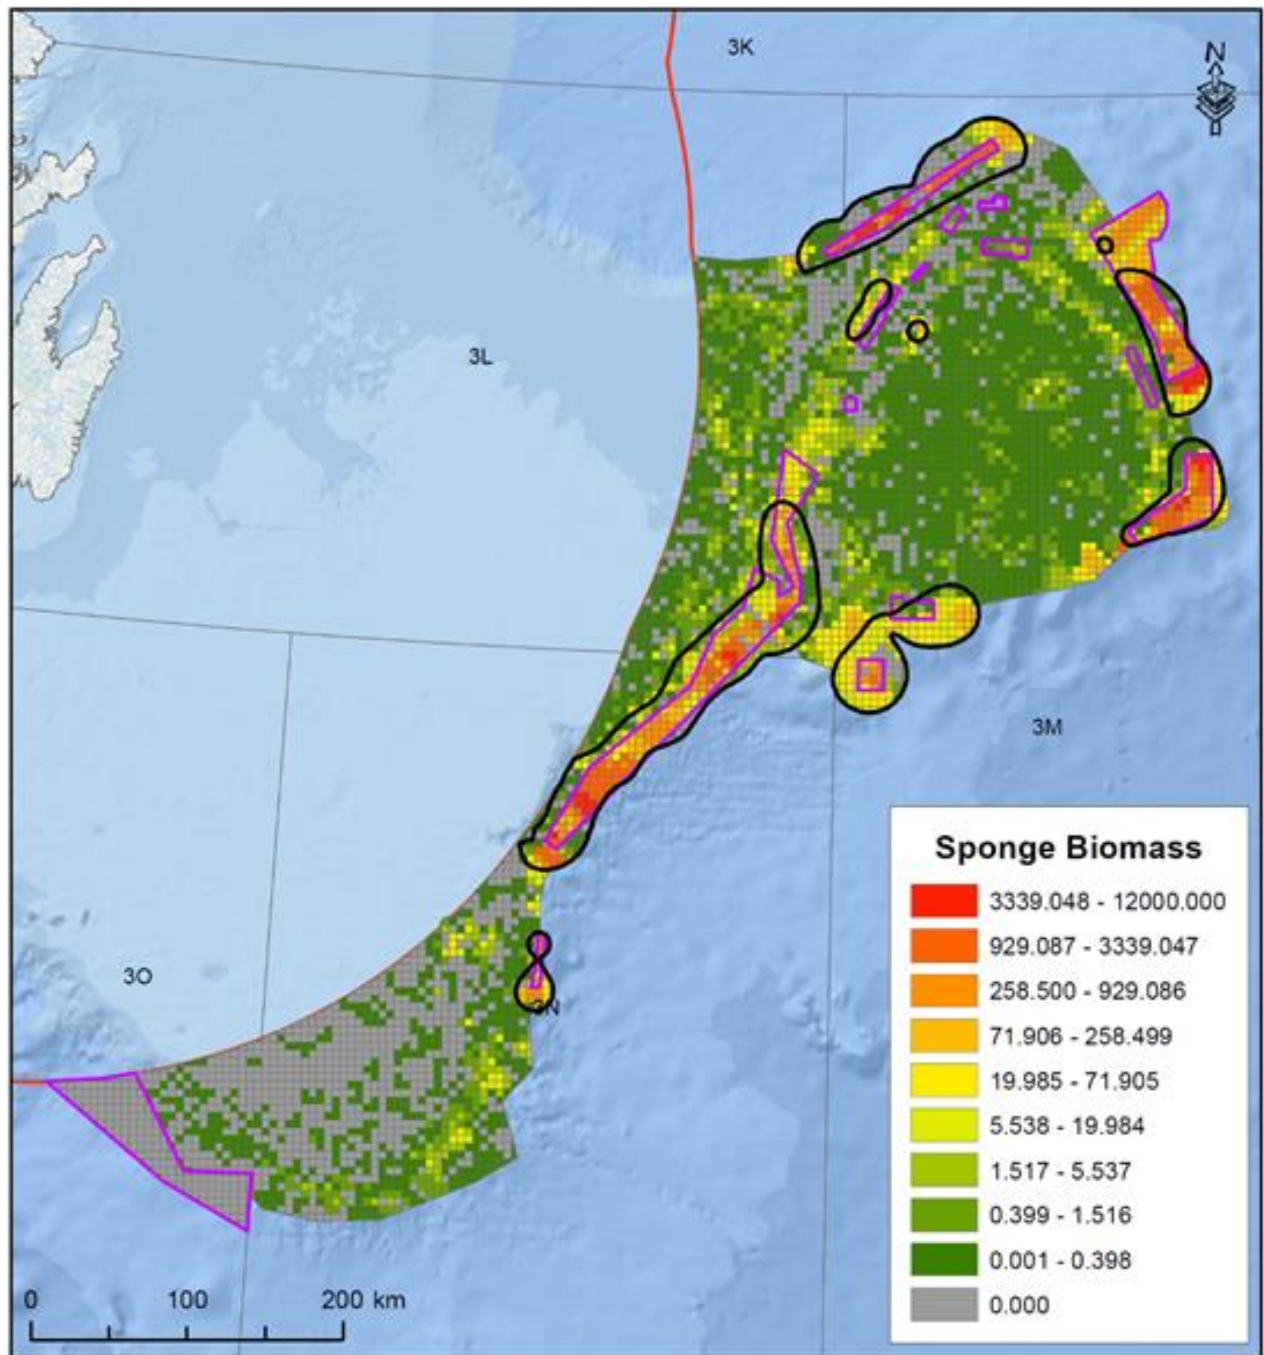 3K
N
3L
3M
3O
3N
Sponge Biomass
3339.048 - 12000.000
929.087 - 3339.047
258.500 - 929.086
71.906 - 258.499
19.985 - 71.905
5.538 - 19.984
1.517 - 5.537
0.399 - 1.516
0.001 - 0.398
0.000
0 100 200 km